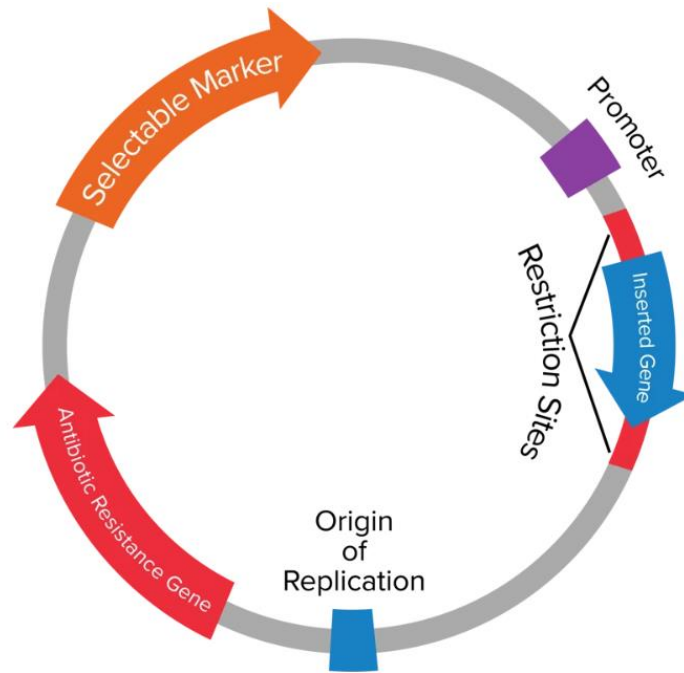 Selectable Marker
Promoter
Restriction Sites
Inserted Gene
Antibiotic Resistance Gene
Origin
of
Replication